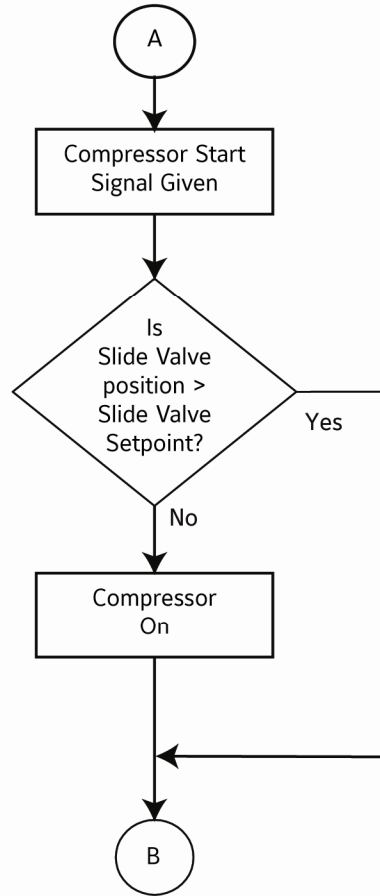 A
Compressor Start
Signal Given
Is
Slide Valve
position >
Slide Valve
Setpoint?
Yes
No
Compressor
On
B